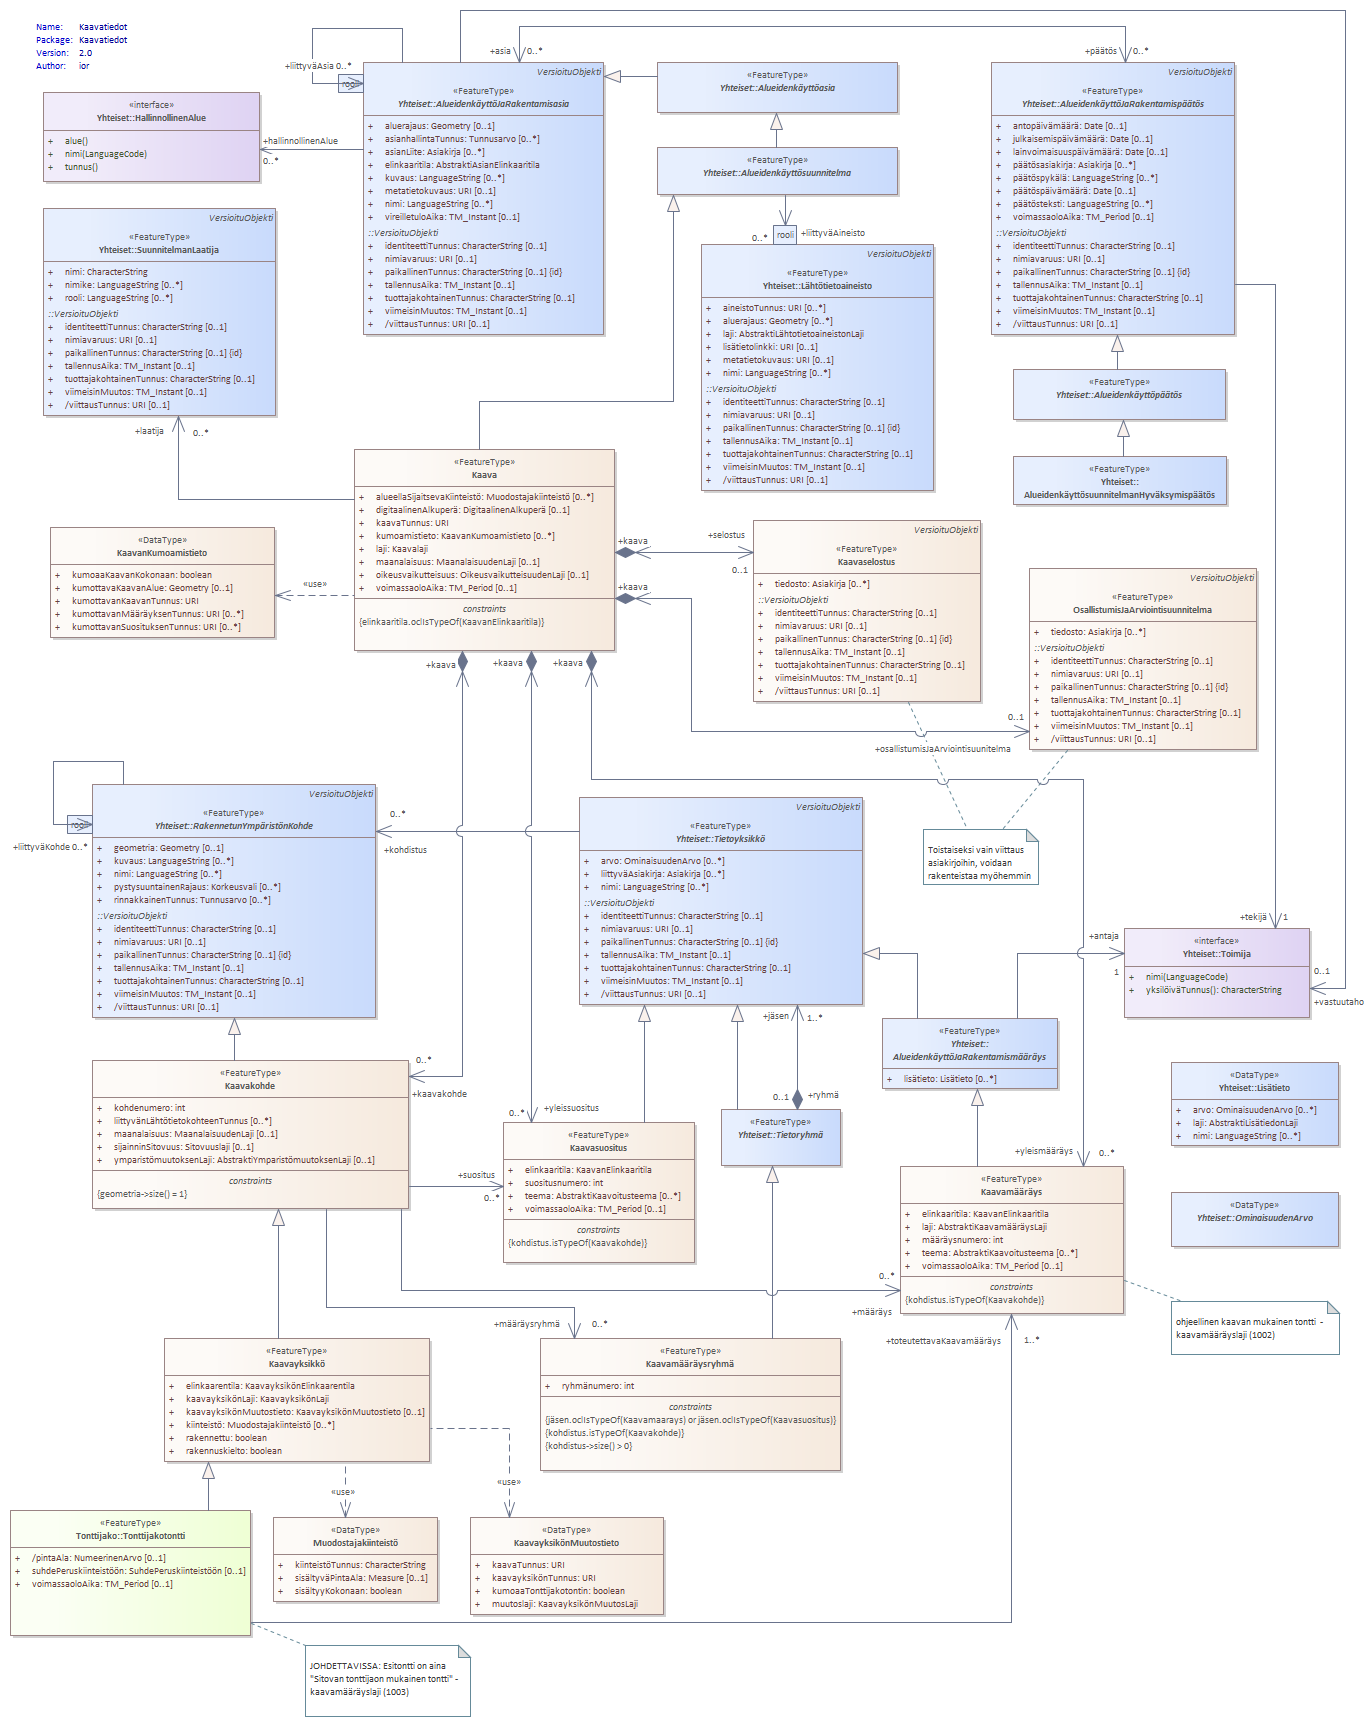 Name: Kaavatiedot
Package: Kaavatiedot
Version: 2.0
Author: ior
«interface»
Yhteiset::HallinnollinenAlue
+ alue()
+ nimi(LanguageCode)
+ tunnus()
+hallinnollinenAlue
0..*
+liittyväAsia 0..*
rooli
+asia 0..*
VersioituObjekti
«FeatureType»
Yhteiset::AlueidenkäyttöJaRakentamisasia
+ aluerajaus: Geometry [0..1]
+ asianhallintaTunnus: Tunnusarvo [0..*]
+ asianLiite: Asiakirja [0..*]
+ elinkaaritila: AbstraktiAsianElinkaaritila
+ kuvaus: LanguageString [0..*]
+ metatietokuvaus: URI [0..1]
+ nimi: LanguageString [0..*]
+ vireilletuloAika: TM_Instant [0..1]
::VersioituObjekti
+ identiteettiTunnus: CharacterString [0..1]
+ nimiavaruus: URI [0..1]
+ paikallinenTunnus: CharacterString [0..1] {id}
+ tallennusAika: TM_Instant [0..1]
+ tuottajakohtainenTunnus: CharacterString [0..1]
+ viimeisinMuutos: TM_Instant [0..1]
+ /viittausTunnus: URI [0..1]
«FeatureType»
Yhteiset::Alueidenkäyttöasia
«FeatureType»
Yhteiset::Alueidenkäyttösuunnitelma
0..* rooli +liittyväAineisto
+päätös 0..*
VersioituObjekti
«FeatureType»
Yhteiset::AlueidenkäyttöJaRakentamispäätös
+ antopäivämäärä: Date [0..1]
+ julkaisemispäivämäärä: Date [0..1]
+ lainvoimaisuuspäivämäärä: Date [0..1]
+ päätösasiakirja: Asiakirja [0..*]
+ päätöspykälä: LanguageString [0..*]
+ päätöspäivämäärä: Date [0..1]
+ päätösteksti: LanguageString [0..*]
+ voimassaoloAika: TM_Period [0..1]
::VersioituObjekti
+ identiteettiTunnus: CharacterString [0..1]
+ nimiavaruus: URI [0..1]
+ paikallinenTunnus: CharacterString [0..1] {id}
+ tallennusAika: TM_Instant [0..1]
+ tuottajakohtainenTunnus: CharacterString [0..1]
+ viimeisinMuutos: TM_Instant [0..1]
+ /viittausTunnus: URI [0..1]
VersioituObjekti
«FeatureType»
Yhteiset::SuunnitelmanLaatija
+ nimi: CharacterString
+ nimike: LanguageString [0..*]
+ rooli: LanguageString [0..*]
::VersioituObjekti
+ identiteettiTunnus: CharacterString [0..1]
+ nimiavaruus: URI [0..1]
+ paikallinenTunnus: CharacterString [0..1] {id}
+ tallennusAika: TM_Instant [0..1]
+ tuottajakohtainenTunnus: CharacterString [0..1]
+ viimeisinMuutos: TM_Instant [0..1]
+ /viittausTunnus: URI [0..1]
+laatija 0..*
VersioituObjekti
«FeatureType»
Yhteiset::Lähtötietoaineisto
+ aineistoTunnus: URI [0..*]
+ aluerajaus: Geometry [0..*]
+ laji: AbstraktiLähtotietoaineistonLaji
+ lisätietolinkki: URI [0..*]
+ metatietokuvaus: URI [0..1]
+ nimi: LanguageString [0..*]
::VersioituObjekti
+ identiteettiTunnus: CharacterString [0..1]
+ nimiavaruus: URI [0..1]
+ paikallinenTunnus: CharacterString [0..1] {id}
+ tallennusAika: TM_Instant [0..1]
+ tuottajakohtainenTunnus: CharacterString [0..1]
+ viimeisinMuutos: TM_Instant [0..1]
+ /viittausTunnus: URI [0..1]
«FeatureType»
Yhteiset::Alueidenkäyttöpäätös
«FeatureType»
Yhteiset::
AlueidenkäyttösuunnitelmanHyväksymispäätös
«FeatureType»
Kaava
+ alueellaSijaitsevaKiinteistö: Muodostajakiinteistö [0..*]
+ digitaalinenAlkuperä: DigitaalinenAlkuperä [0..1]
+ kaavaTunnus: URI
+ kumoamistieto: KaavanKumoamistieto [0..*]
+ laji: Kaavalaji
+ maanalaisuus: MaanalaisuudenLaji [0..1]
+ oikeusvaikutteisuus: OikeusvaikutteisuudenLaji [0..1]
+ voimassaoloAika: TM_Period [0..1]
constraints
{elinkaaritila.oclIsTypeOf(KaavanElinkaaritila)}
«DataType»
KaavanKumoamistieto
+ kumoaaKaavanKokonaan: boolean
+ kumottavaKaavanAlue: Geometry [0..1]
+ kumottavanKaavanTunnus: URI
+ kumottavanMääräyksenTunnus: URI [0..*]
+ kumottavanSuosituksenTunnus: URI [0..*]
«use»
+kaava
+selostus
0..1
+kaava
+kaava +kaava +kaava
VersioituObjekti
«FeatureType»
Kaavaselostus
+ tiedosto: Asiakirja [0..*]
::VersioituObjekti
+ identiteettiTunnus: CharacterString [0..1]
+ nimiavaruus: URI [0..1]
+ paikallinenTunnus: CharacterString [0..1] {id}
+ tallennusAika: TM_Instant [0..1]
+ tuottajakohtainenTunnus: CharacterString [0..1]
+ viimeisinMuutos: TM_Instant [0..1]
+ /viittausTunnus: URI [0..1]
VersioituObjekti
«FeatureType»
OsallistumisJaArviointisuunnitelma
+ tiedosto: Asiakirja [0..*]
::VersioituObjekti
+ identiteettiTunnus: CharacterString [0..1]
+ nimiavaruus: URI [0..1]
+ paikallinenTunnus: CharacterString [0..1] {id}
+ tallennusAika: TM_Instant [0..1]
+ tuottajakohtainenTunnus: CharacterString [0..1]
+ viimeisinMuutos: TM_Instant [0..1]
+ /viittausTunnus: URI [0..1]
0..1
+osallistumisJaArviointisuunitelma
Toistaiseksi vain viittaus
asiakirjoihin, voidaan
rakenteistaa myöhemmin
rooli
+liittyväKohde 0..*
VersioituObjekti
«FeatureType»
Yhteiset::RakennetunYmpäristönKohde
+ geometria: Geometry [0..1]
+ kuvaus: LanguageString [0..*]
+ nimi: LanguageString [0..*]
+ pystysuuntainenRajaus: Korkeusvali [0..*]
+ rinnakkainenTunnus: Tunnusarvo [0..*]
::VersioituObjekti
+ identiteettiTunnus: CharacterString [0..1]
+ nimiavaruus: URI [0..1]
+ paikallinenTunnus: CharacterString [0..1] {id}
+ tallennusAika: TM_Instant [0..1]
+ tuottajakohtainenTunnus: CharacterString [0..1]
+ viimeisinMuutos: TM_Instant [0..1]
+ /viittausTunnus: URI [0..1]
0..*
+kohdistus
VersioituObjekti
«FeatureType»
Yhteiset::Tietoyksikkö
+ arvo: OminaisuudenArvo [0..*]
+ liittyväAsiakirja: Asiakirja [0..*]
+ nimi: LanguageString [0..*]
::VersioituObjekti
+ identiteettiTunnus: CharacterString [0..1]
+ nimiavaruus: URI [0..1]
+ paikallinenTunnus: CharacterString [0..1] {id}
+ tallennusAika: TM_Instant [0..1]
+ tuottajakohtainenTunnus: CharacterString [0..1]
+ viimeisinMuutos: TM_Instant [0..1]
+ /viittausTunnus: URI [0..1]
+jäsen 1..*
0..1 +ryhmä
«FeatureType»
Yhteiset::Tietoryhmä
+tekijä 1
+antaja
1
«interface»
Yhteiset::Toimija
+ nimi(LanguageCode)
+ yksilöiväTunnus(): CharacterString
0..1
+vastuutaho
«FeatureType»
Yhteiset::
AlueidenkäyttöJaRakentamismääräys
+ lisätieto: Lisätieto [0..*]
«DataType»
Yhteiset::Lisätieto
+ arvo: OminaisuudenArvo [0..*]
+ laji: AbstraktiLisätiedonLaji
+ nimi: LanguageString [0..*]
«DataType»
Yhteiset::OminaisuudenArvo
«FeatureType»
Kaavakohde
+ kohdenumero: int
+ liittyvänLähtötietokohteenTunnus [0..*]
+ maanalaisuus: MaanalaisuudenLaji [0..1]
+ sijainninSitovuus: Sitovuuslaji [0..1]
+ ymparistömuutoksenLaji: AbstraktiYmparistömuutoksenLaji [0..1]
constraints
{geometria->size() = 1}
0..*
+kaavakohde
0..* +yleissuositus
+suositus
0..*
«FeatureType»
Kaavasuositus
+ elinkaaritila: KaavanElinkaaritila
+ suositusnumero: int
+ teema: AbstraktiKaavoitusteema [0..*]
+ voimassaoloAika: TM_Period [0..1]
constraints
{kohdistus.isTypeOf(Kaavakohde)}
+yleismääräys 0..*
«FeatureType»
Kaavamääräys
+ elinkaaritila: KaavanElinkaaritila
+ laji: AbstraktiKaavamääräysLaji
+ määräysnumero: int
+ teema: AbstraktiKaavoitusteema [0..*]
+ voimassaoloAika: TM_Period [0..1]
constraints
{kohdistus.isTypeOf(Kaavakohde)}
0..*
+määräys
ohjeellinen kaavan mukainen tontti -
kaavamääräyslaji (1002)
+määräysryhmä 0..*
+toteutettavaKaavamääräys 1..*
«FeatureType»
Kaavayksikkö
+ elinkaarentila: KaavayksikönElinkaarentila
+ kaavayksikönLaji: KaavayksikönLaji
+ kaavayksikönMuutostieto: KaavayksikönMuutostieto [0..1]
+ kiinteistö: Muodostajakiinteistö [0..*]
+ rakennettu: boolean
+ rakennuskielto: boolean
«FeatureType»
Kaavamääräysryhmä
+ ryhmänumero: int
constraints
{jäsen.oclIsTypeOf(Kaavamaarays) or jäsen.oclIsTypeOf(Kaavasuositus)}
{kohdistus.isTypeOf(Kaavakohde)}
{kohdistus->size() > 0}
«use»
«use»
«FeatureType»
Tonttijako::Tonttijakotontti
+ /pintaAla: NumeerinenArvo [0..1]
+ suhdePeruskiinteistöön: SuhdePeruskiinteistöön [0..1]
+ voimassaoloAika: TM_Period [0..1]
«DataType»
Muodostajakiinteistö
+ kiinteistöTunnus: CharacterString
+ sisältyväPintaAla: Measure [0..1]
+ sisältyyKokonaan: boolean
«DataType»
KaavayksikönMuutostieto
+ kaavaTunnus: URI
+ kaavayksikönTunnus: URI
+ kumoaaTonttijakotontin: boolean
+ muutoslaji: KaavayksikönMuutosLaji
JOHDETTAVISSA: Esitontti on aina
"Sitovan tonttijaon mukainen tontti" -
kaavamääräyslaji (1003)